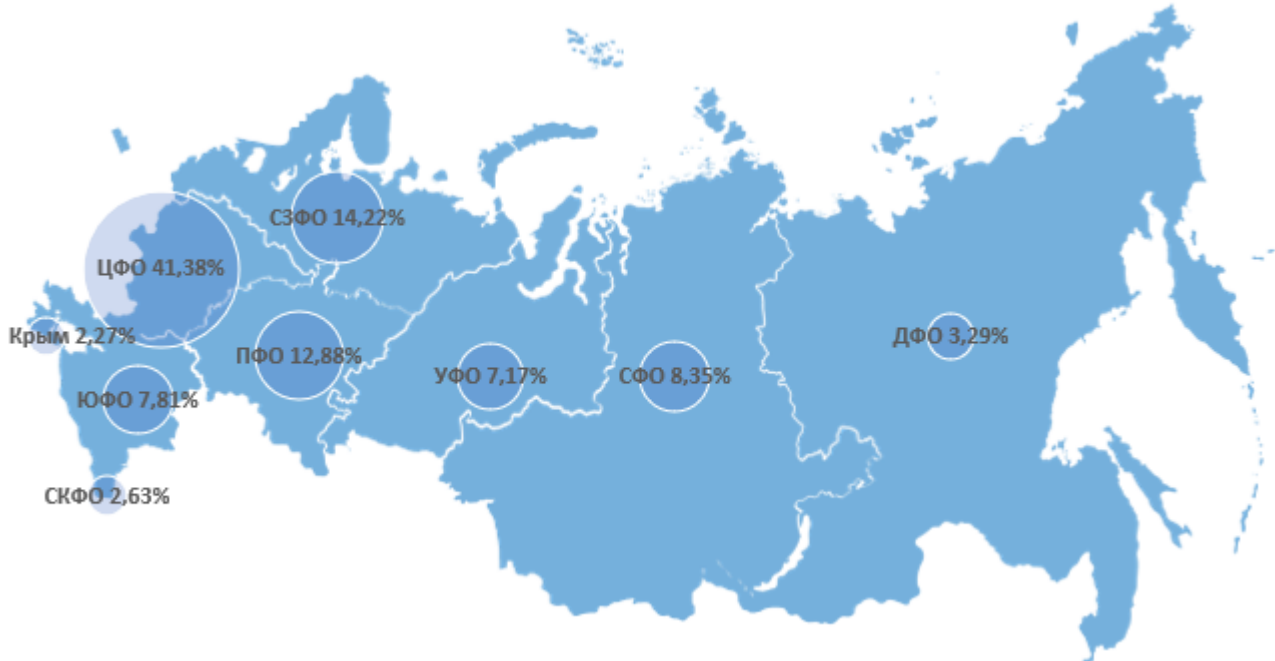 СЗФО 14,22%
ЦФО 41,38%
Крым 2,27%
ПФО 12,88%
ДФО 3,29%
УФО 7,17%
СФО 8,35%
ЮФО 7,81%
СКФО 2,63%